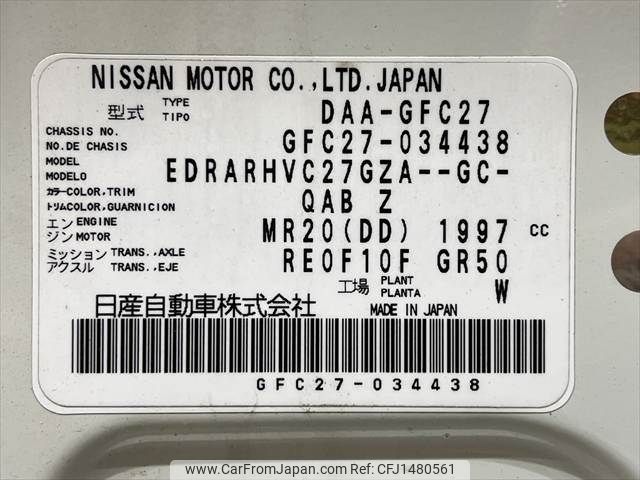 NISSAN MOTOR CO.,LTD.JAPAN
型式 TYPE TIPO DAA-GFC27
CHASSIS NO. NO.DE CHASIS GFC27-034438
MODEL MODELO EDRARHVC27GZA--GC-
カラーCOLOR,TRIM トリムCOLOR,GUARNICION QAB Z
エンジン ENGINE MOTOR MR20(DD) 1997 CC
ミッション アクスル TRANS.,AXLE TRANS.,EJE RE0F10F GR50
工場 PLANT PLANTA W
日産自動車株式会社 MADE IN JAPAN
GFC27-034438
www.CarFromJapan.com - CFJ1480561